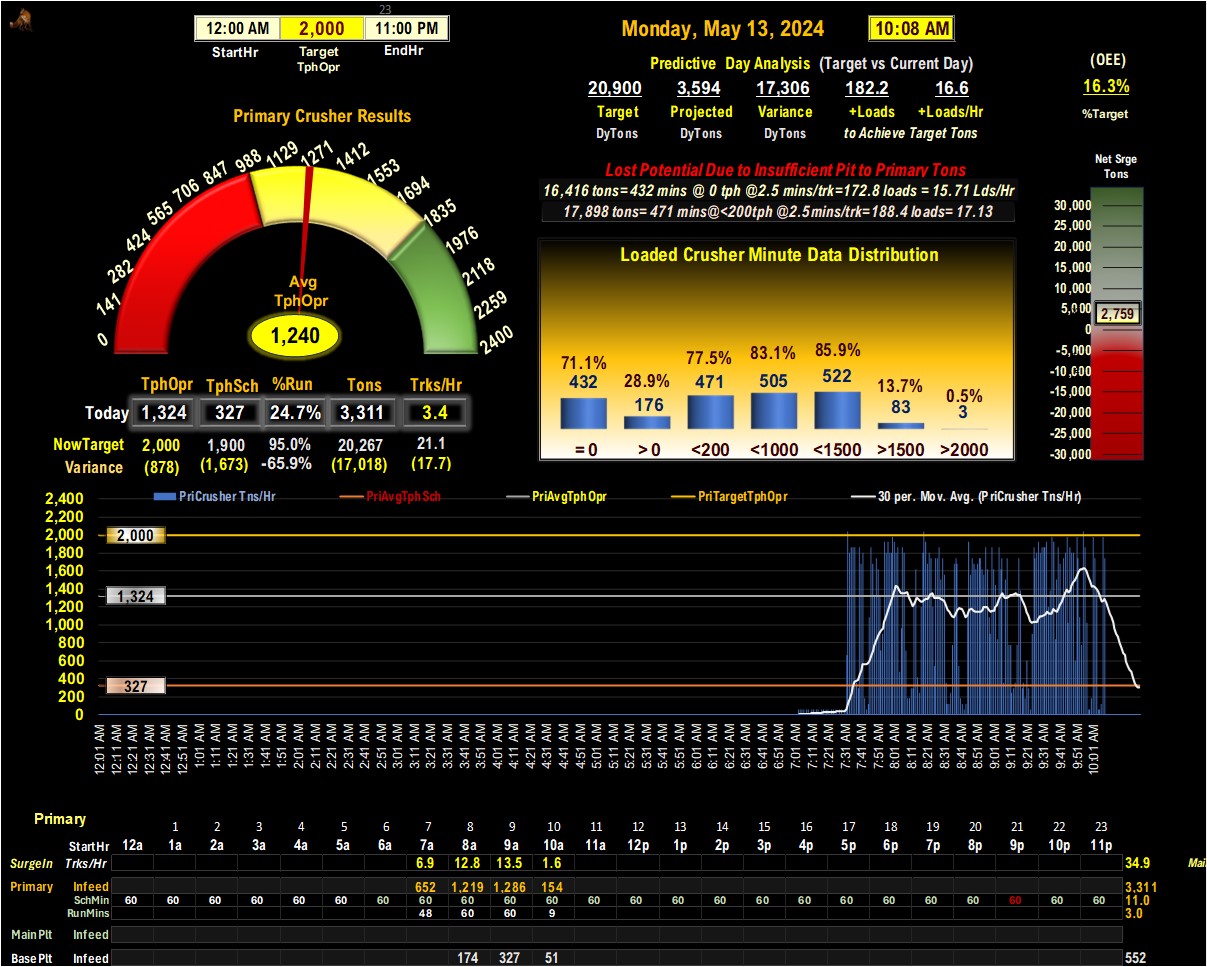 23
12:00 AM 2,000 11:00 PM
StartHr Target TphOpr EndHr
Monday, May 13, 2024 10:08 AM
Predictive Day Analysis (Target vs Current Day)
20,900 3,594 17,306 182.2 16.6
Target Projected Variance +Loads +Loads/Hr
DyTons DyTons DyTons to Achieve Target Tons
(OEE)
16.3%
%Target
Primary Crusher Results
0 141 282 424 565 706 847 988 1129 1271 1412 1553 1694 1835 1976 2118 2259 2400
Avg
TphOpr
1,240
Lost Potential Due to Insufficient Pit to Primary Tons
16,416 tons=432 mins @ 0 tph @2.5 mins/trk=172.8 loads = 15.71 Lds/Hr
17,898 tons= 471 mins@<200tph @2.5mins/trk=188.4 loads= 17.13
Net Srge
Tons
30,000
25,000
20,000
15,000
10,000
5,000
0
-5,000
-10,000
-15,000
-20,000
-25,000
-30,000
2,759
Loaded Crusher Minute Data Distribution
71.1% 28.9% 77.5% 83.1% 85.9% 13.7% 0.5%
432 176 471 505 522 83 3
=0 >0 <200 <1000 <1500 >1500 >2000
TphOpr TphSch %Run Tons Trks/Hr
Today 1,324 327 24.7% 3,311 3.4
NowTarget 2,000 1,900 95.0% 20,267 21.1
Variance (878) (1,673) -65.9% (17,018) (17.7)
PriCrusher Tns/Hr PriAvgTphSch PriAvgTphOpr PriTargetTphOpr 30 per. Mov. Avg. (PriCrusher Tns/Hr)
2,400
2,200
2,000
1,800
1,600
1,400
1,200
1,000
800
600
400
200
0
2,000
1,324
327
12:01 AM 12:11 AM 12:21 AM 12:31 AM 12:41 AM 12:51 AM 1:01 AM 1:11 AM 1:21 AM 1:31 AM 1:41 AM 1:51 AM 2:01 AM 2:11 AM 2:21 AM 2:31 AM 2:41 AM 2:51 AM 3:01 AM 3:11 AM 3:21 AM 3:31 AM 3:41 AM 3:51 AM 4:01 AM 4:11 AM 4:21 AM 4:31 AM 4:41 AM 4:51 AM 5:01 AM 5:11 AM 5:21 AM 5:31 AM 5:41 AM 5:51 AM 6:01 AM 6:11 AM 6:21 AM 6:31 AM 6:41 AM 6:51 AM 7:01 AM 7:11 AM 7:21 AM 7:31 AM 7:41 AM 7:51 AM 8:01 AM 8:11 AM 8:21 AM 8:31 AM 8:41 AM 8:51 AM 9:01 AM 9:11 AM 9:21 AM 9:31 AM 9:41 AM 9:51 AM 10:01 AM
Primary
1 2 3 4 5 6 7 8 9 10 11 12 13 14 15 16 17 18 19 20 21 22 23
StartHr 12a 1a 2a 3a 4a 5a 6a 7a 8a 9a 10a 11a 12p 1p 2p 3p 4p 5p 6p 7p 8p 9p 10p 11p
SurgeIn Trks/Hr 6.9 12.8 13.5 1.6 34.9
Primary Infeed 652 1,219 1,286 154 3,311
SchMin 60 60 60 60 60 60 60 60 60 60 60 60 60 60 60 60 60 60 60 60 60 60 60 60 11.0
RunMins 48 60 60 9 3.0
MainPlt Infeed
BasePlt Infeed 174 327 51 552